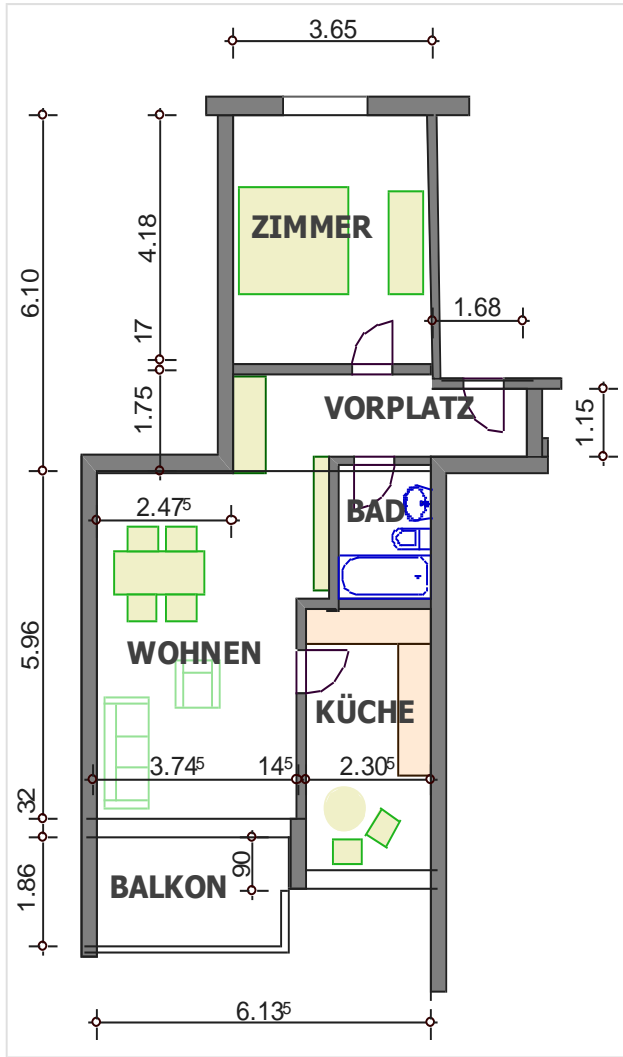 3.65
4.18
6.10
ZIMMER
1.68
17
1.75
VORPLATZ
1.15
2.47⁵
BAD
5.96
WOHNEN
KÜCHE
3.74⁵
14⁵
2.30⁵
32
1.86
BALKON
90
6.13⁵